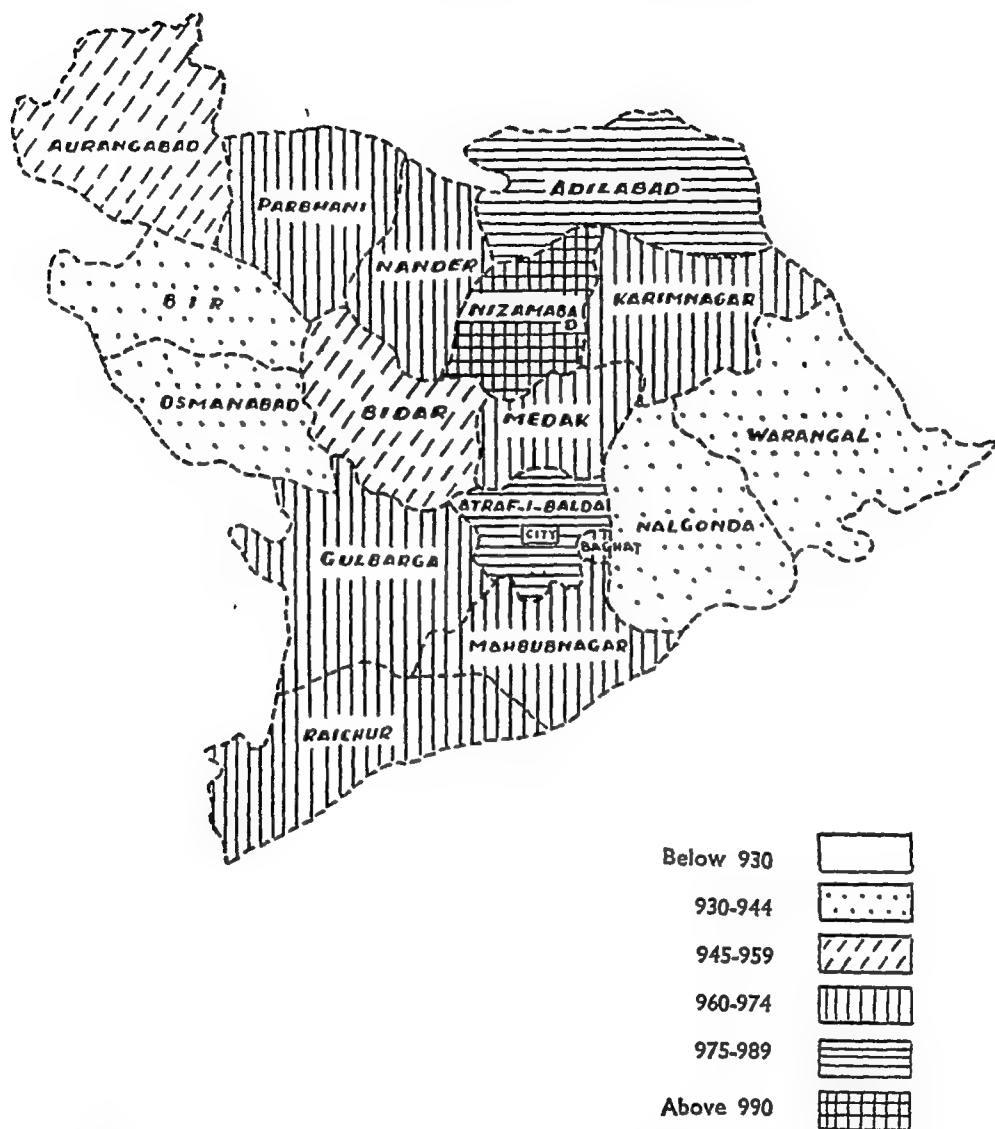 AURANGABAD
PARBHANI
ADILABAD
NANDER
BIR
NIZAMABA
D
KARIMNAGAR
OSMANABAD
BIDAR
MEDAK
WARANGAL
ATRAF-I-BALDA
CITY
BAGHAT
NALGONDA
GULBARGA
MAHBUBNAGAR
RAICHUR
Below 930
930-944
945-959
960-974
975-989
Above 990